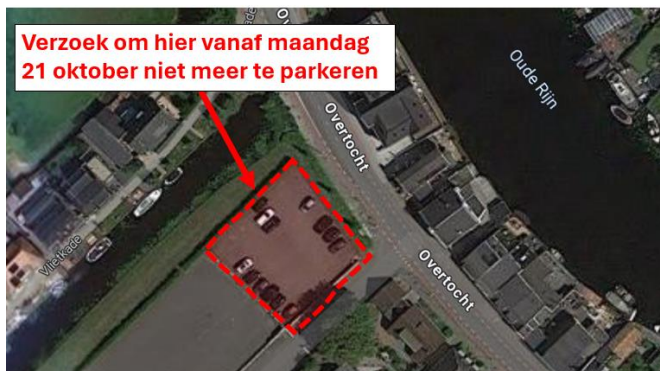 Verzoek om hier vanaf maandag
21 oktober niet meer te parkeren
Oude Rijn
Overtocht
Vlietkade
Overtocht